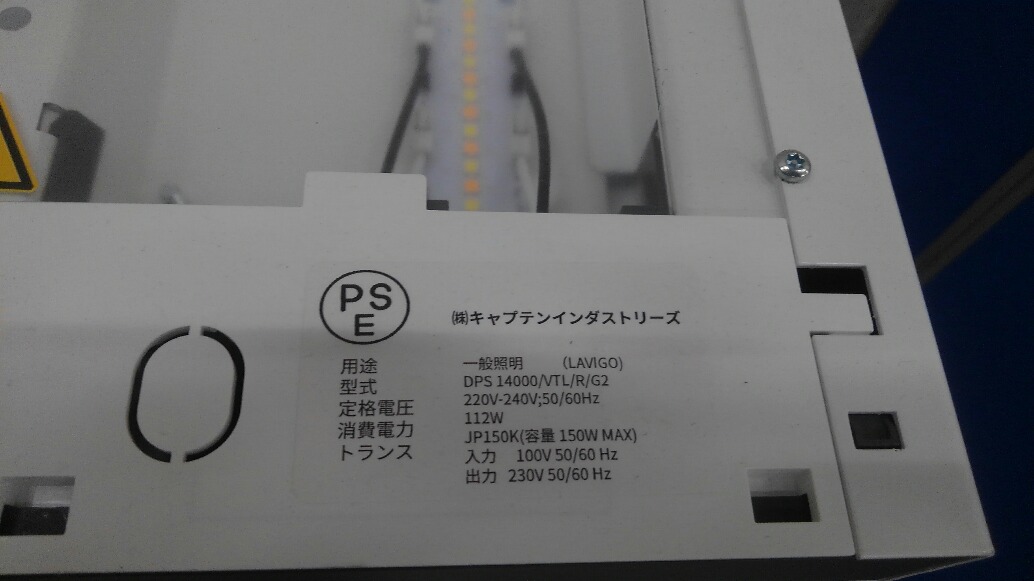 PS
E
㈱キャプテンインダストリーズ
用途 一般照明 (LAVIGO)
型式 DPS 14000/VTL/R/G2
定格電圧 220V-240V;50/60Hz
消費電力 112W
トランス JP150K(容量 150W MAX)
入力 100V 50/60 Hz
出力 230V 50/60 Hz